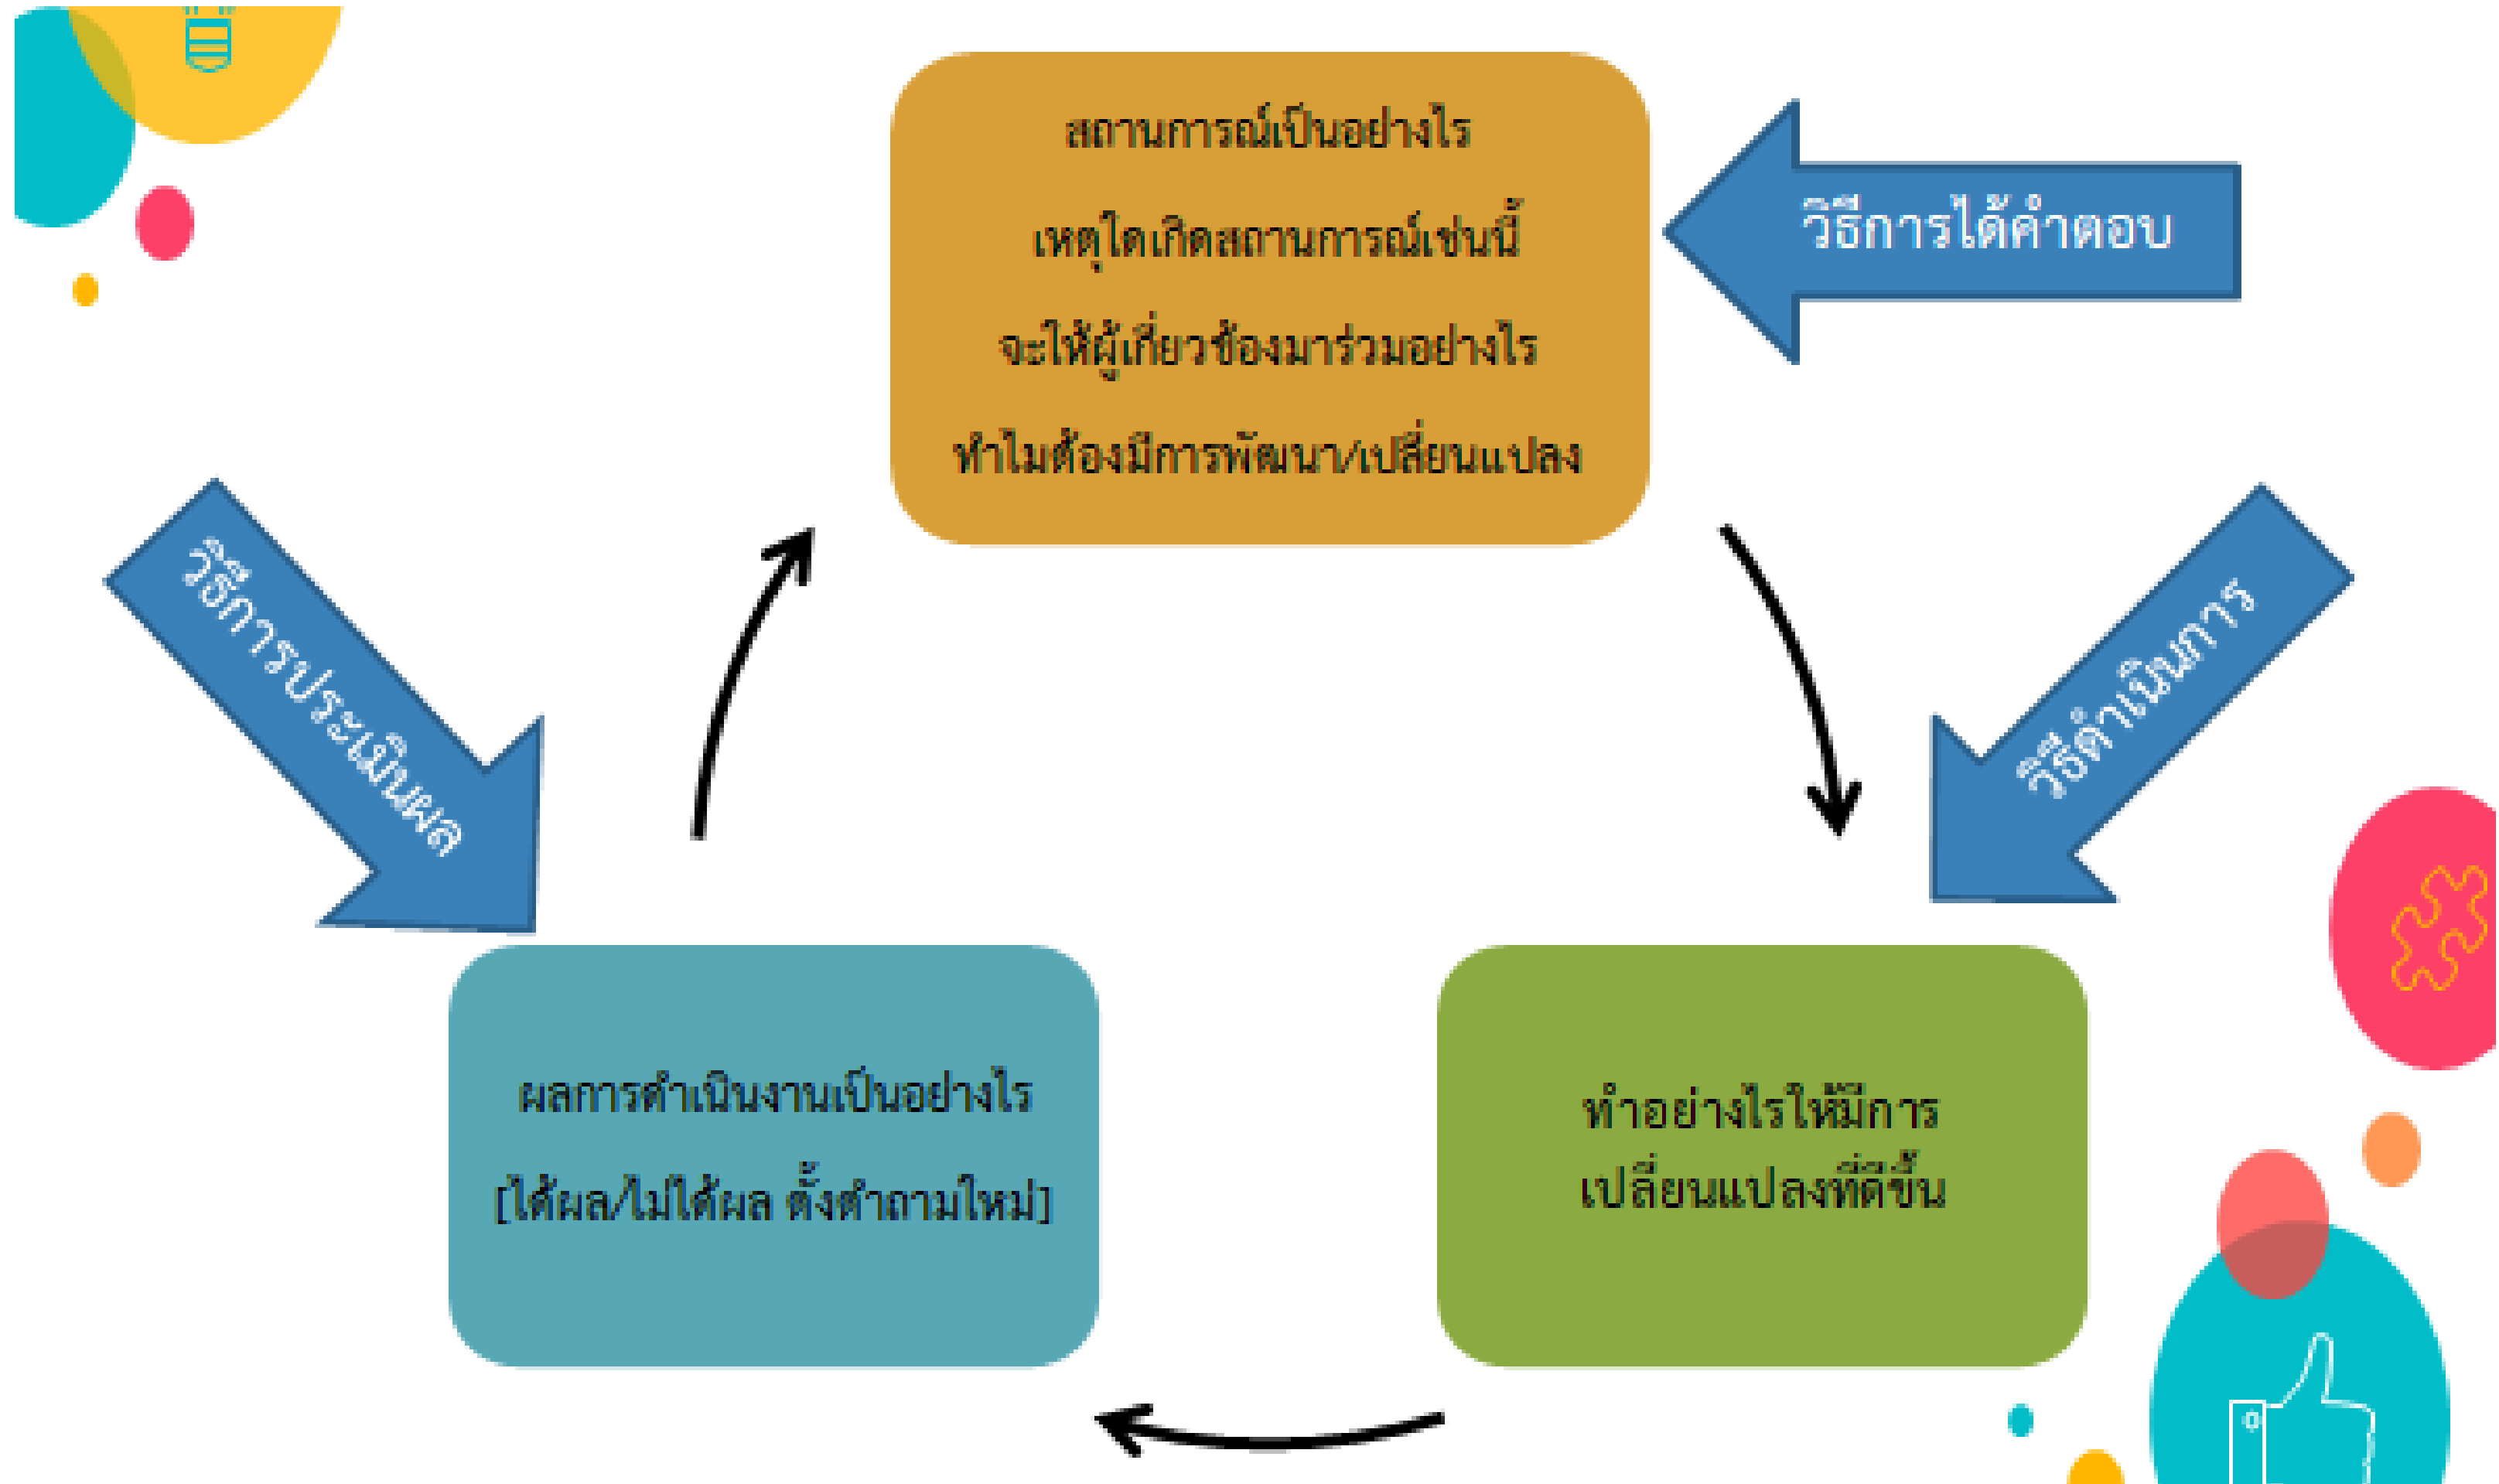 สถานการณ์เป็นอย่างไร
เหตุใดเกิดสถานการณ์เช่นนี้
จะให้ผู้เกี่ยวข้องมาร่วมอย่างไร
ทำไมต้องมีการพัฒนา/เปลี่ยนแปลง
วิธีการได้คำตอบ
วิธีดำเนินการ
ทำอย่างไรให้มีการ
เปลี่ยนแปลงที่ดีขึ้น
ผลการดำเนินงานเป็นอย่างไร
[ได้ผล/ไม่ได้ผล ตั้งคำถามใหม่]
วิธีการประเมินผล